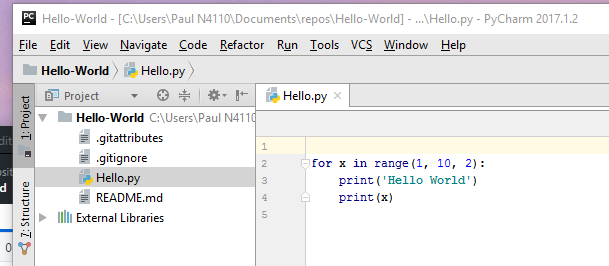 PC Hello-World - [C:\Users\Paul N4110\Documents\repos\Hello-World] - ...\Hello.py - PyCharm 2017.1.2
File Edit View Navigate Code Refactor Run Tools VCS Window Help
Hello-World Hello.py
Project Hello.py
1: Project
7: Structure
Hello-World C:\Users\Paul N4110
.gitattributes
.gitignore
Hello.py
README.md
External Libraries
1
2 for x in range(1, 10, 2):
3 print('Hello World')
4 print(x)
5